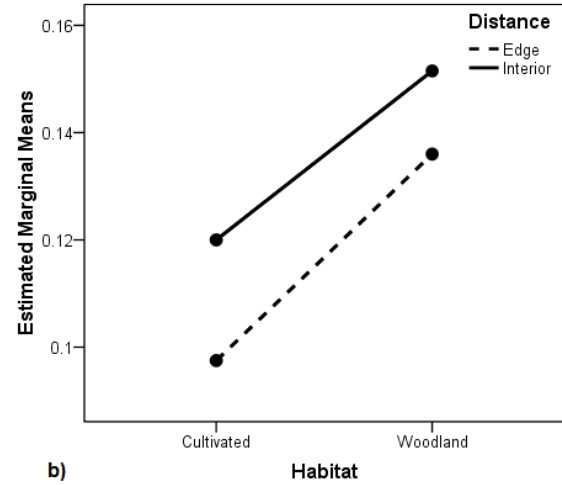 0.16
0.14
0.12
0.1
Estimated Marginal Means
Distance
Edge
Interior
Cultivated
Woodland
b)
Habitat